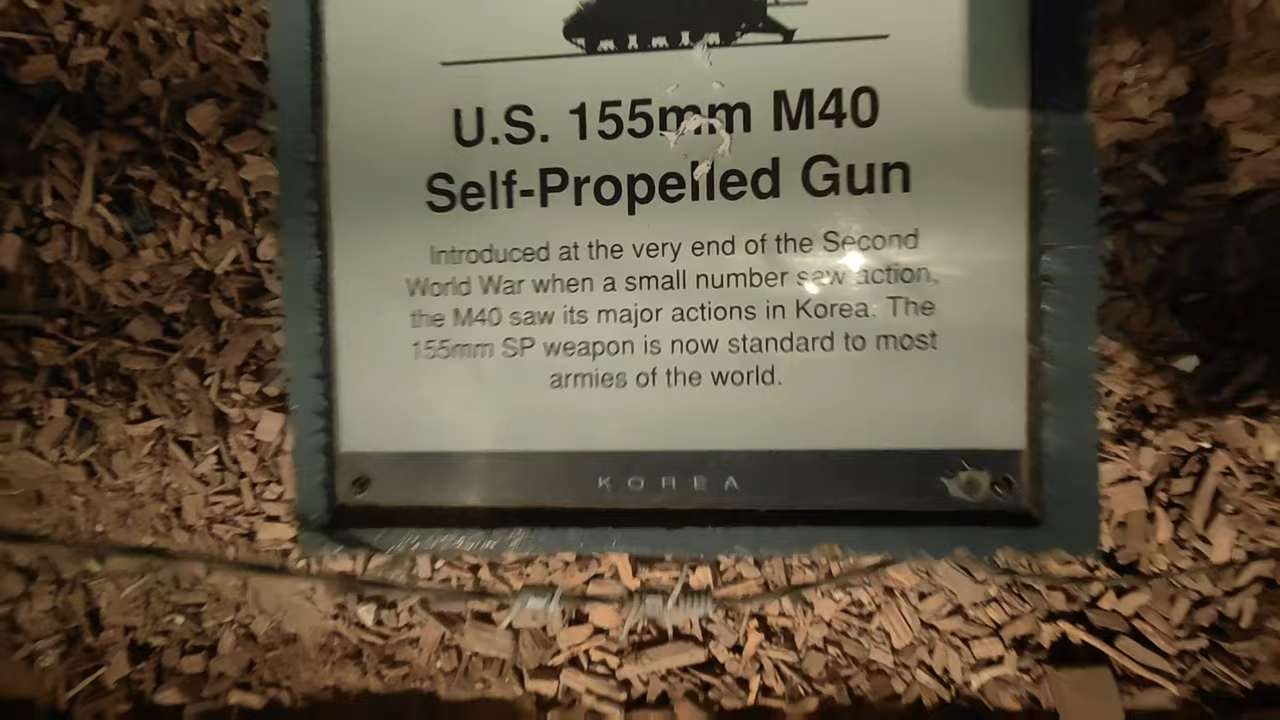 U.S. 155mm M40
Self-Propelled Gun
Introduced at the very end of the Second
World War when a small number saw action,
the M40 saw its major actions in Korea. The
155mm SP weapon is now standard to most
armies of the world.
KOREA